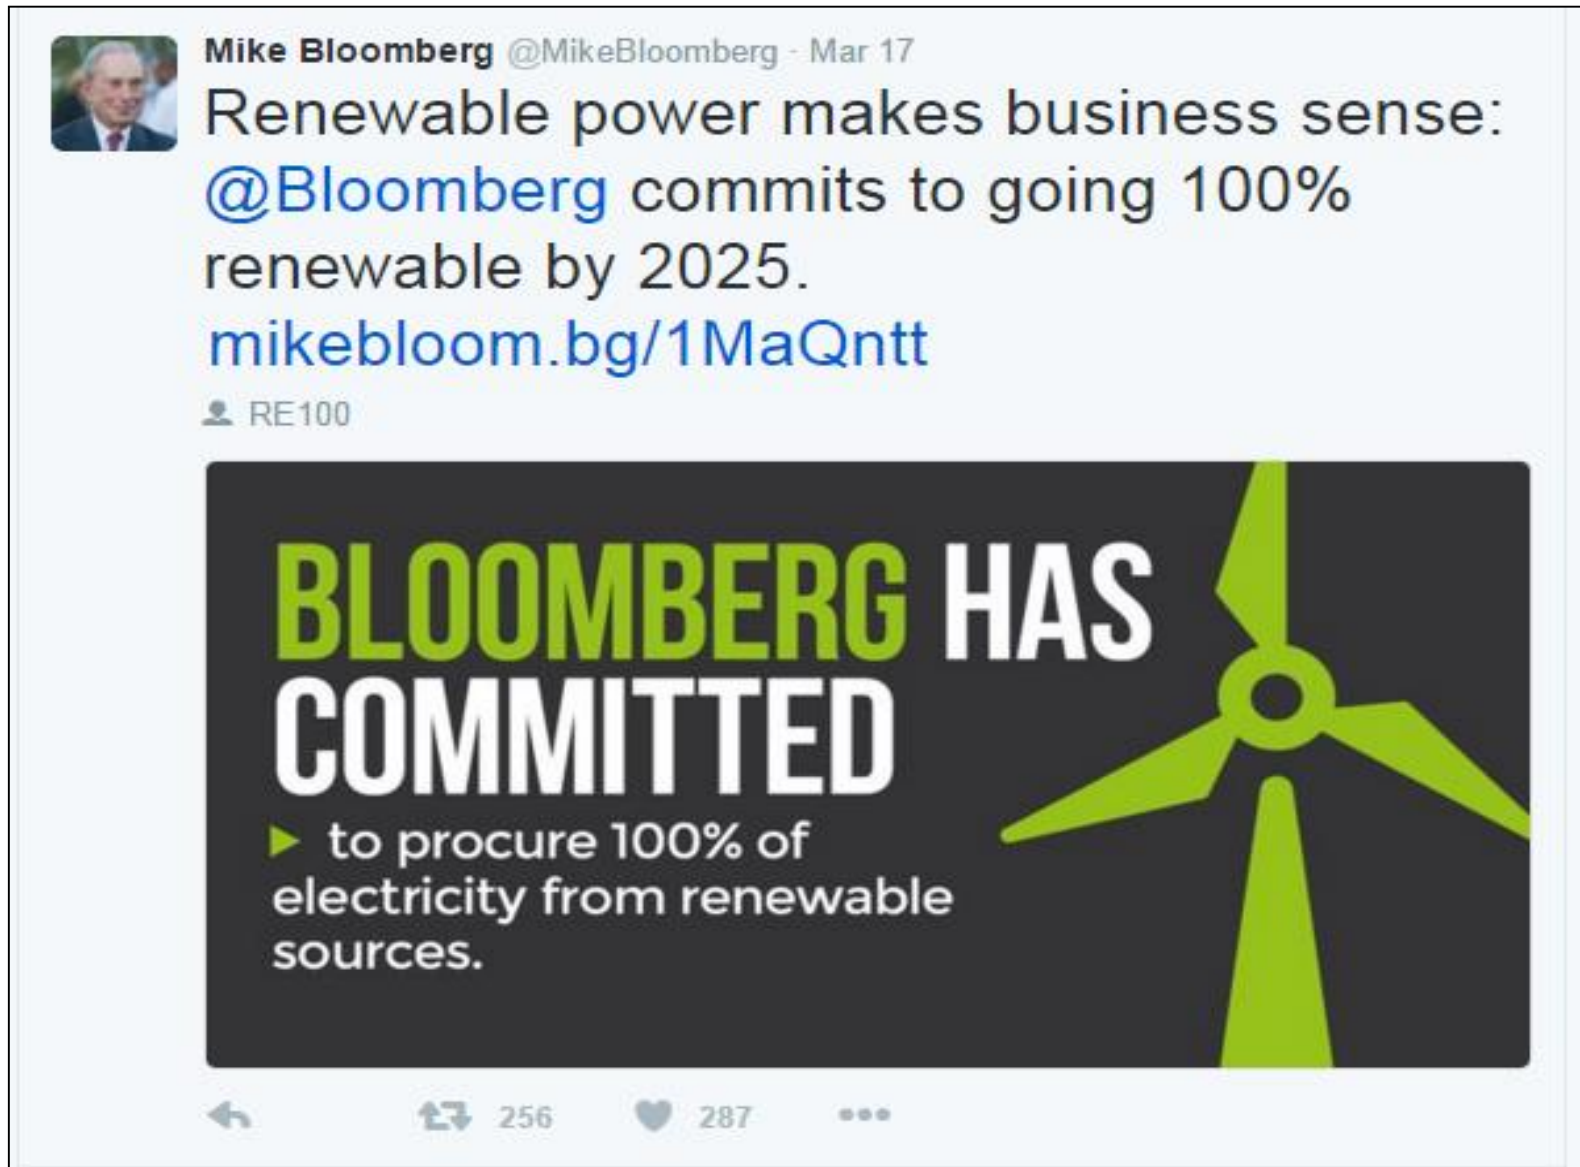 Mike Bloomberg @MikeBloomberg · Mar 17
Renewable power makes business sense:
@Bloomberg commits to going 100%
renewable by 2025.
mikebloom.bg/1MaQntt
RE100
BLOOMBERG HAS
COMMITTED
► to procure 100% of
electricity from renewable
sources.
256 287